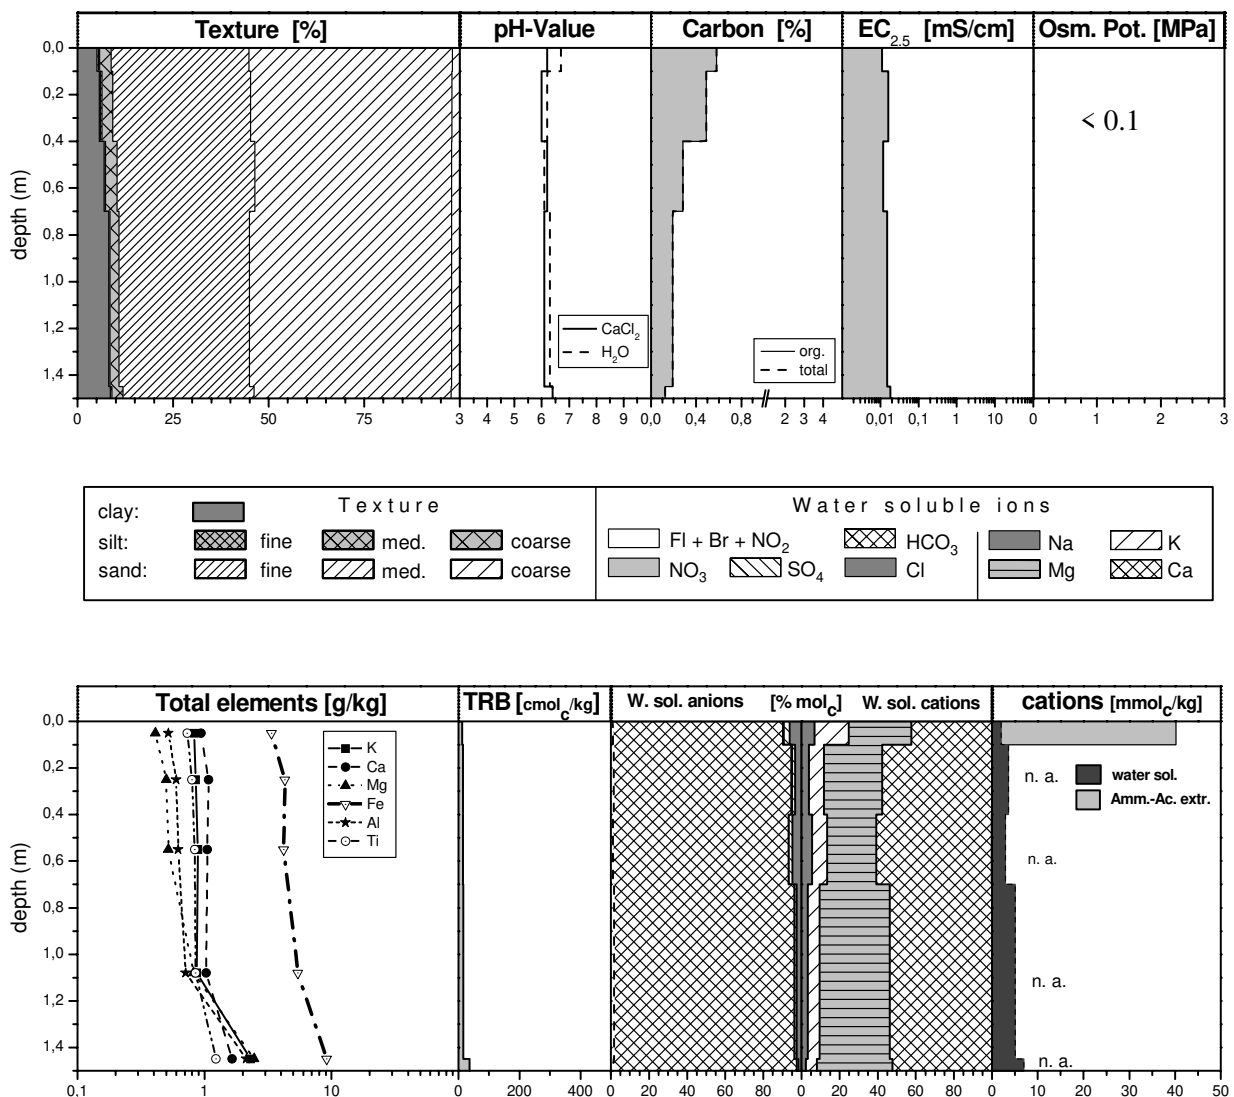 Texture [%] pH-Value Carbon [%] EC2.5 [mS/cm] Osm. Pot. [MPa]
depth (m)
0,0
0,2
0,4
0,6
0,8
1,0
1,2
1,4
< 0.1
CaCl2
H2O
org.
total
0 25 50 75 3 4 5 6 7 8 9 0,0 0,4 0,8 2 3 4 0,01 0,1 1 10 0 1 2 3
Texture
clay:
silt: fine med. coarse
sand: fine med. coarse
Water soluble ions
Fl + Br + NO2 HCO3 Na K
NO3 SO4 Cl Mg Ca
Total elements [g/kg] TRB [cmolc/kg] W. sol. anions [% molc] W. sol. cations cations [mmolc/kg]
depth (m)
0,0
0,2
0,4
0,6
0,8
1,0
1,2
1,4
K
Ca
Mg
Fe
Al
Ti
n. a.
water sol.
Amm.-Ac. extr.
n. a.
n. a.
n. a.
0,1 1 10 0 200 400 0 20 40 60 80 0 20 40 60 80 0 10 20 30 40 50